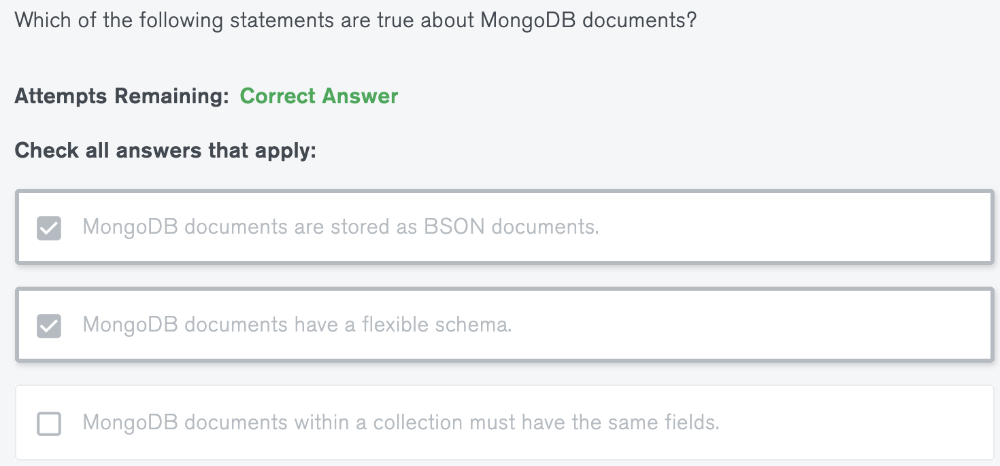 Which of the following statements are true about MongoDB documents?
Attempts Remaining: Correct Answer
Check all answers that apply:
MongoDB documents are stored as BSON documents.
MongoDB documents have a flexible schema.
MongoDB documents within a collection must have the same fields.